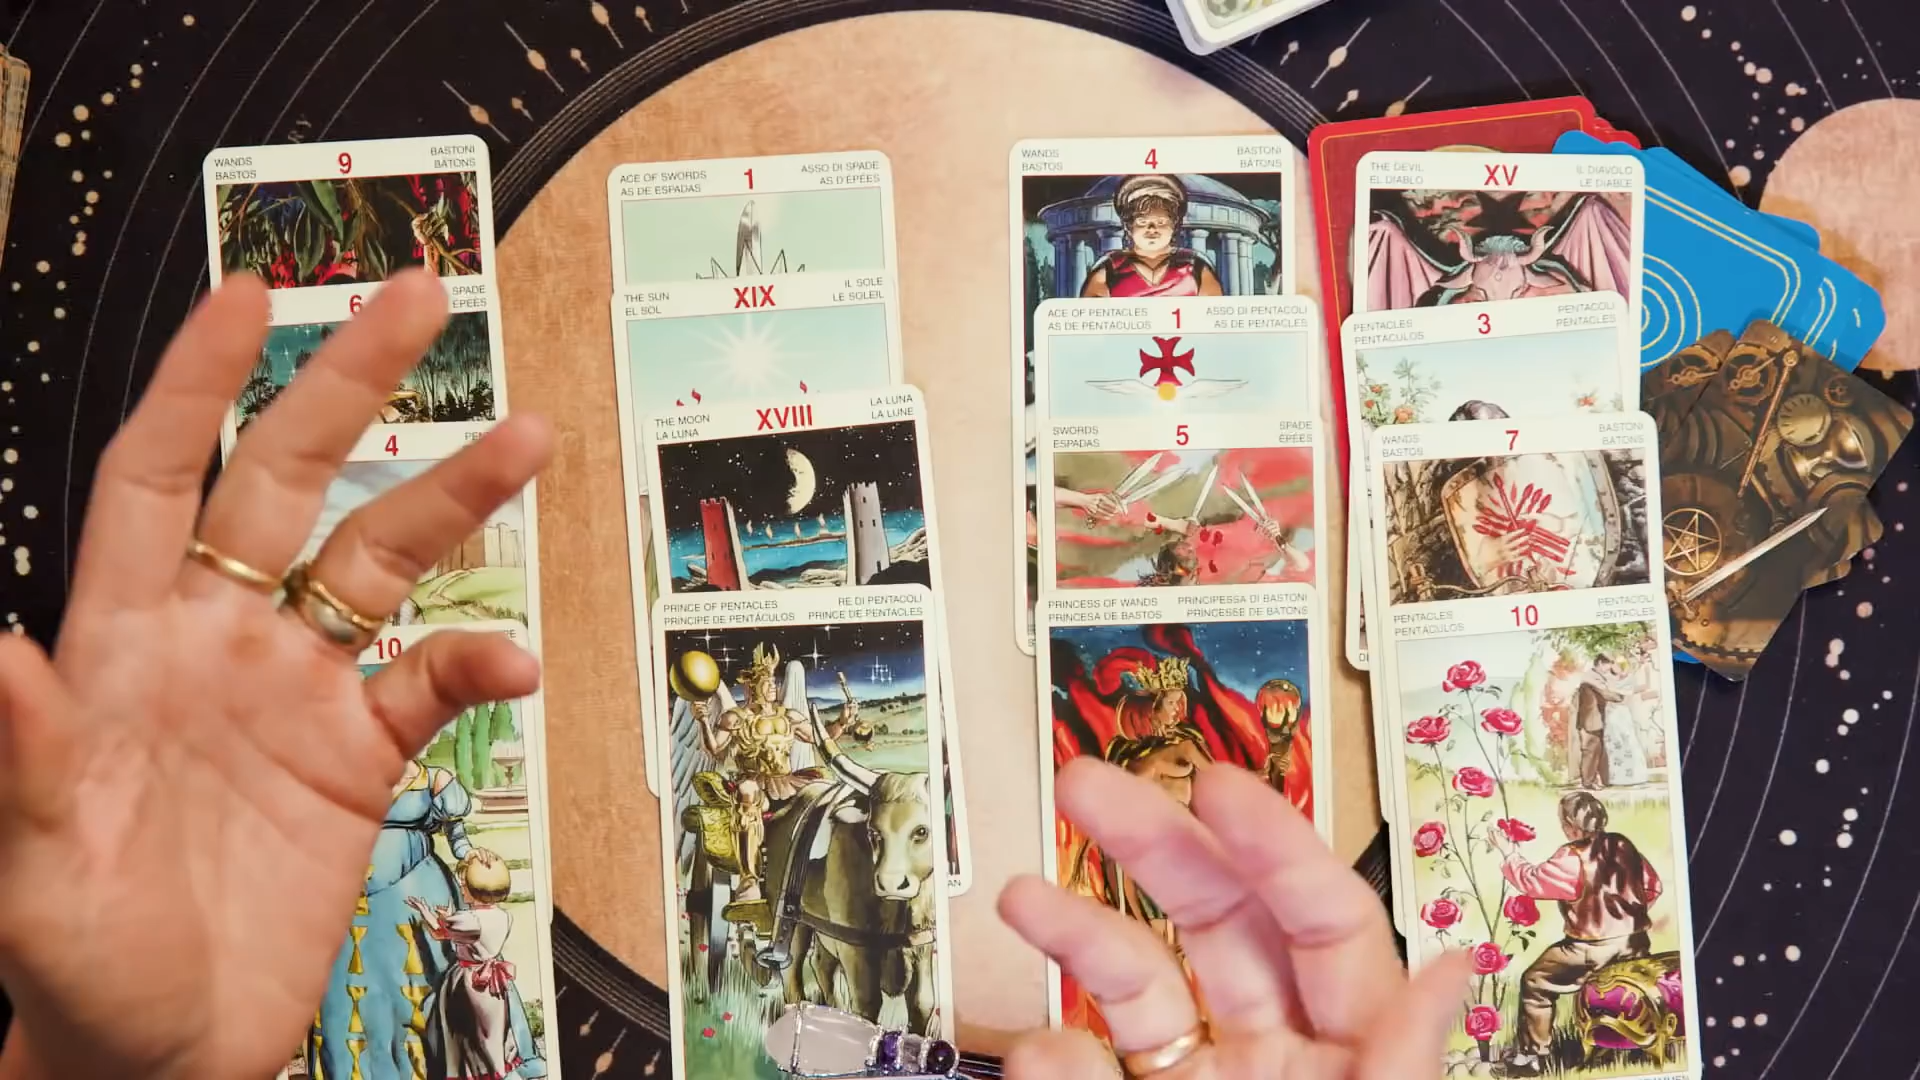 WANDS
BASTOS
9
BASTONI
BÂTONS
6
SPADE
ÉPÉES
4
10
ACE OF SWORDS
AS DE ESPADAS
1
ASSO DI SPADE
AS D'ÉPÉES
THE SUN
EL SOL
XIX
IL SOLE
LE SOLEIL
THE MOON
LA LUNA
XVIII
LA LUNA
LA LUNE
PRINCE OF PENTACLES
PRÍNCIPE DE PENTÁCULOS
RE DI PENTACOLI
PRINCE DE PENTACLES
WANDS
BASTOS
4
BASTONI
BÂTONS
ACE OF PENTACLES
AS DE PENTACULOS
1
ASSO DI PENTACOLI
AS DE PENTACLES
SWORDS
ESPADAS
5
SPADE
ÉPÉES
PRINCESS OF WANDS
PRINCESA DE BASTOS
PRINCIPESSA DI BASTONI
PRINCESSE DE BÂTONS
THE DEVIL
EL DIABLO
XV
IL DIAVOLO
LE DIABLE
PENTACLES
PENTÁCULOS
3
PENTACOLI
PENTACLES
WANDS
BASTOS
7
BASTONI
BÂTONS
PENTACLES
PENTÁCULOS
10
PENTACOLI
PENTACLES